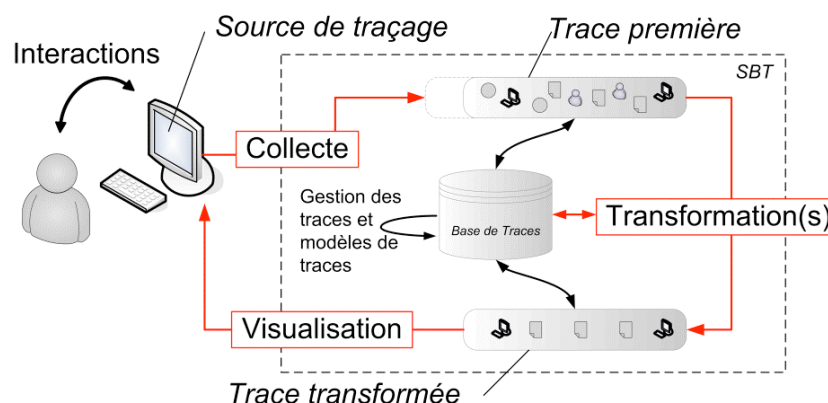 Source de traçage
Trace première
Interactions
SBT
Collecte
Gestion des
traces et
modèles de
traces
Base de Traces
Transformation(s)
Visualisation
Trace transformée